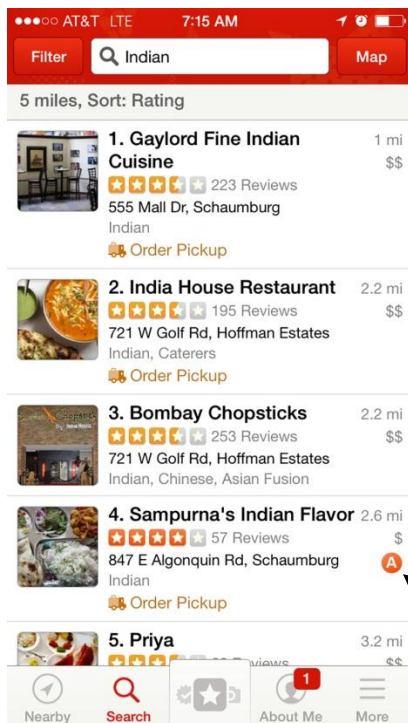 AT&T LTE 7:15 AM
Filter Indian Map
5 miles, Sort: Rating
1. Gaylord Fine Indian 1 mi
Cuisine $$
223 Reviews
555 Mall Dr, Schaumburg
Indian
Order Pickup
2. India House Restaurant 2.2 mi
195 Reviews $$
721 W Golf Rd, Hoffman Estates
Indian, Caterers
Order Pickup
3. Bombay Chopsticks 2.2 mi
253 Reviews $$
721 W Golf Rd, Hoffman Estates
Indian, Chinese, Asian Fusion
4. Sampurna's Indian Flavor 2.6 mi
57 Reviews $
847 E Algonquin Rd, Schaumburg A
Indian
Order Pickup
5. Priya 3.2 mi
$$
1
Nearby Search About Me More